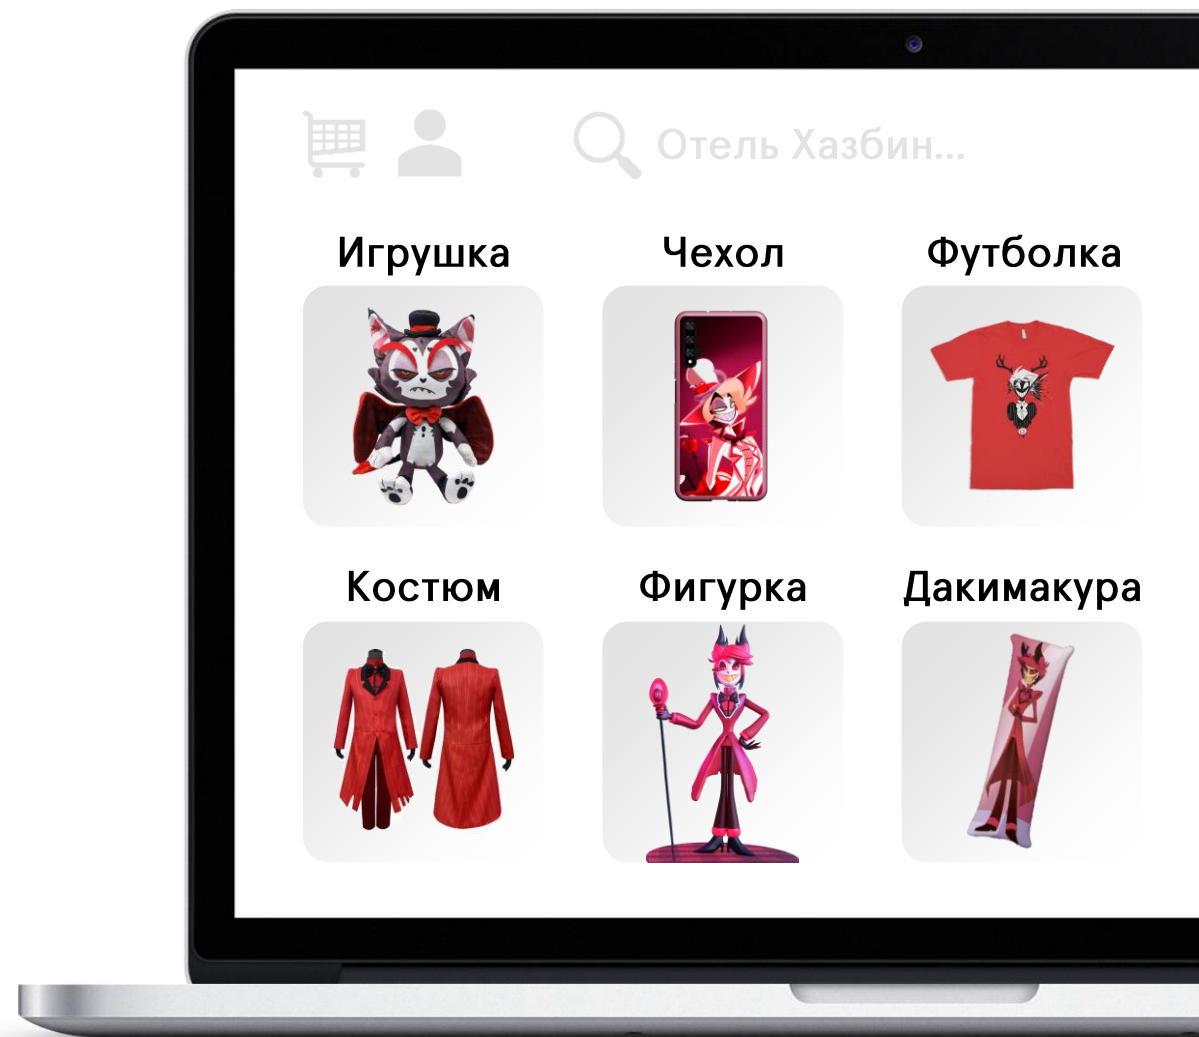 Отель Хазбин...
Игрушка
Чехол
Футболка
Костюм
Фигурка
Дакимакура